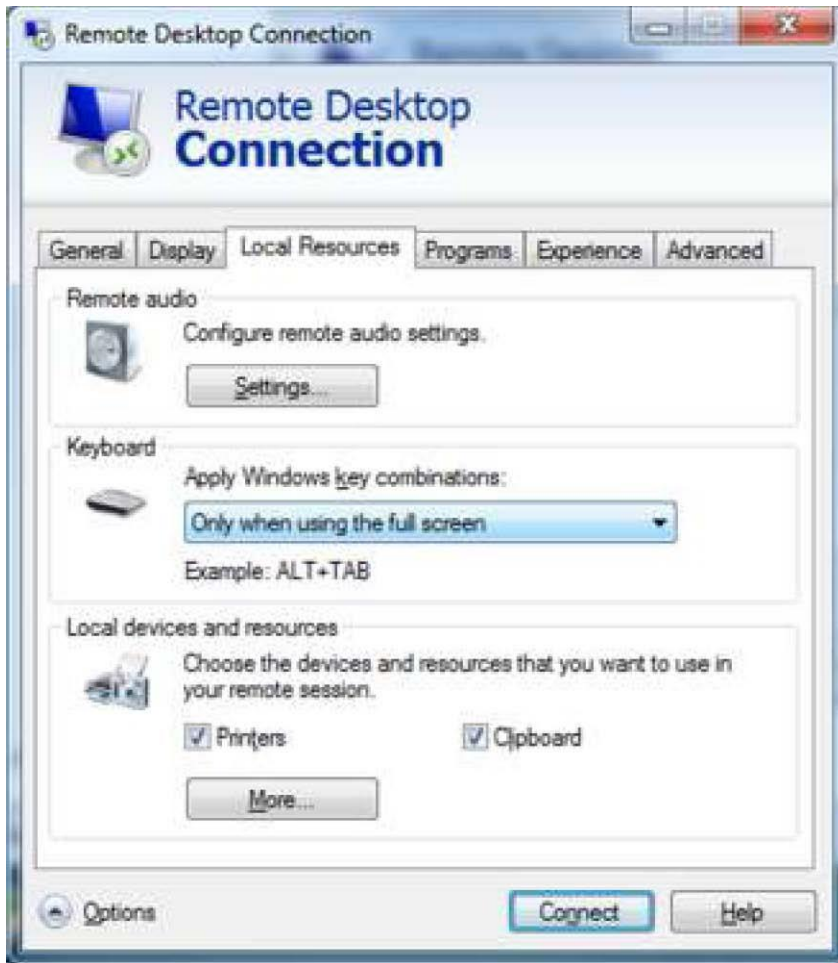 Remote Desktop Connection
Remote Desktop
Connection
General Display Local Resources Programs Experience Advanced
Remote audio
Configure remote audio settings.
Settings...
Keyboard
Apply Windows key combinations:
Only when using the full screen
Example: ALT+TAB
Local devices and resources
Choose the devices and resources that you want to use in
your remote session.
Printers Clipboard
More...
Options Connect Help